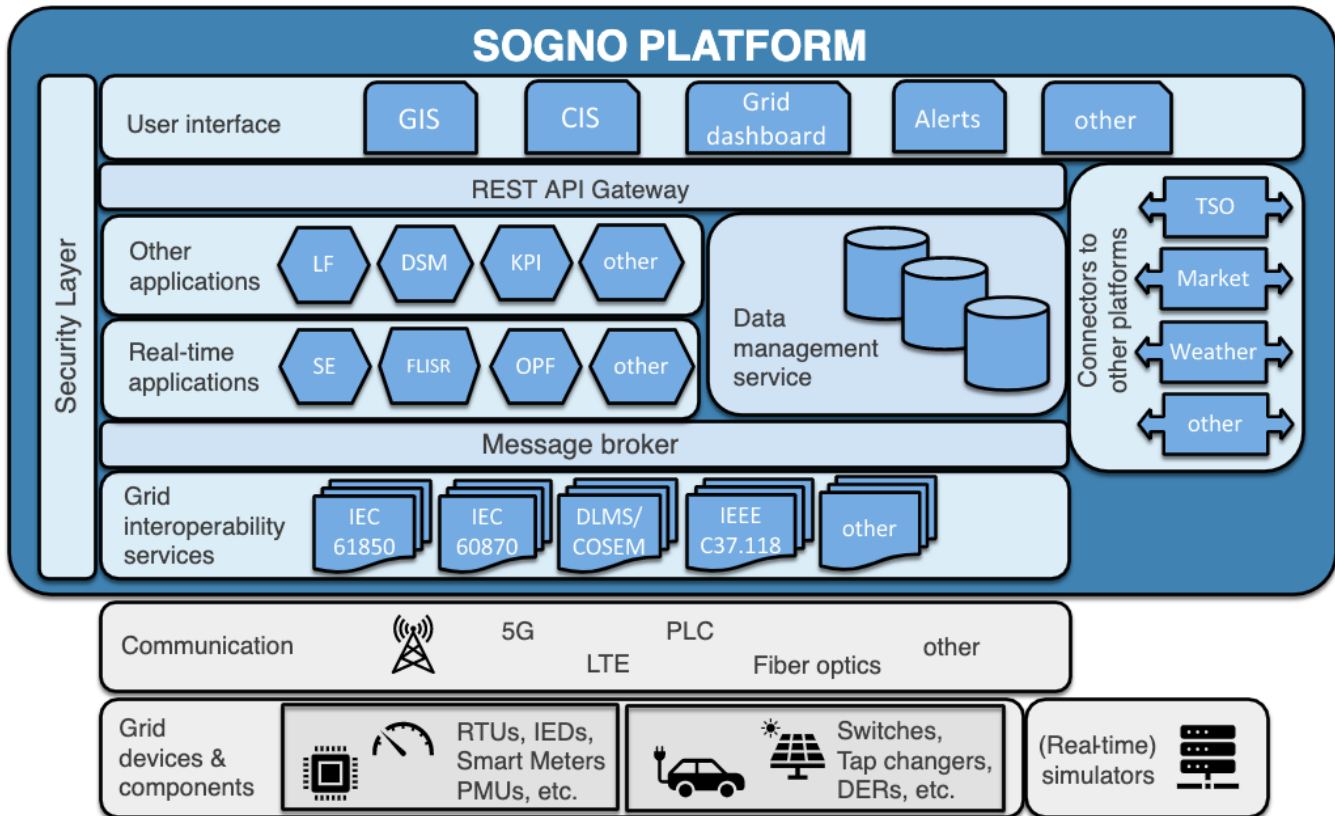 SOGNO PLATFORM
Security Layer
User interface
GIS
CIS
Grid
dashboard
Alerts
other
REST API Gateway
Other
applications
LF
DSM
KPI
other
Real-time
applications
SE
FLISR
OPF
other
Data
management
service
Connectors to
other platforms
TSO
Market
Weather
other
Message broker
Grid
interoperability
services
IEC
61850
IEC
60870
DLMS/
COSEM
IEEE
C37.118
other
Communication
5G
LTE
PLC
Fiber optics
other
Grid
devices &
components
RTUs, IEDs,
Smart Meters
PMUs, etc.
Switches,
Tap changers,
DERs, etc.
(Real-time)
simulators